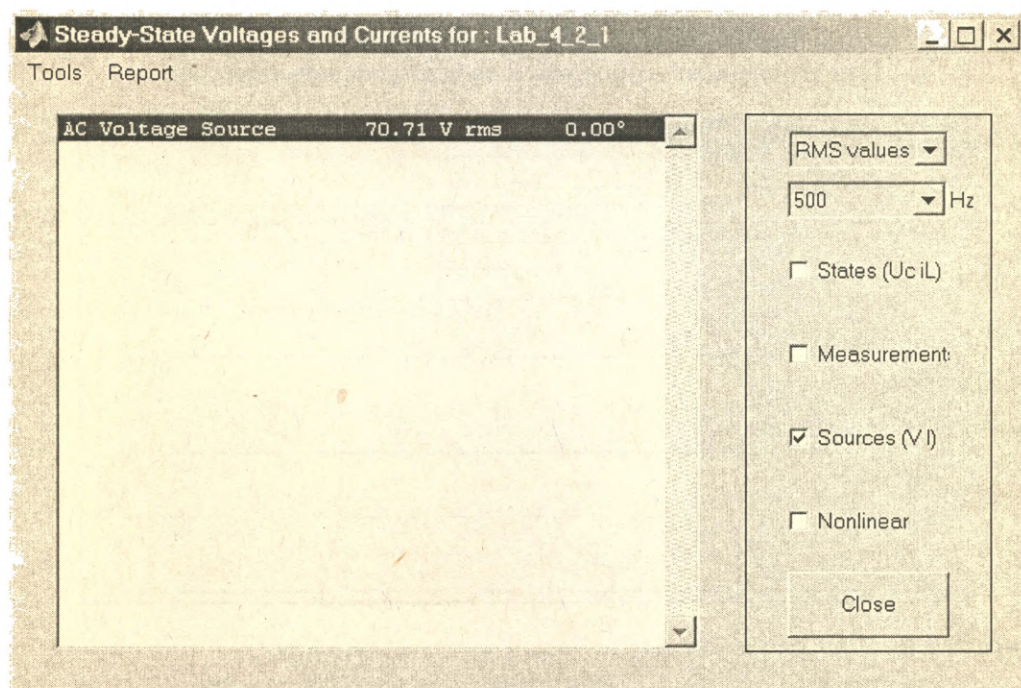 Steady-State Voltages and Currents for : Lab_4_2_1
Tools Report
AC Voltage Source 70.71 V rms 0.00°
RMS values
500 Hz
States (Uc iL)
Measurement:
Sources (V I)
Nonlinear
Close